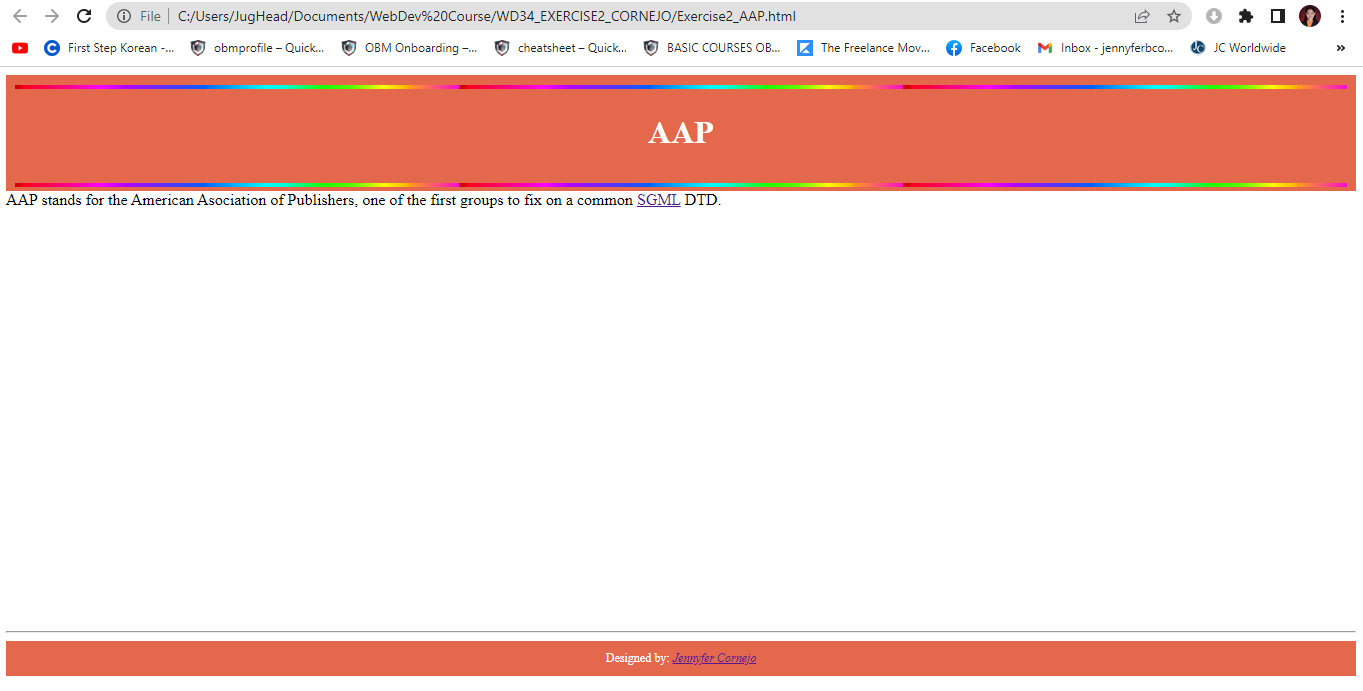 File C:/Users/JugHead/Documents/WebDev%20Course/WD34_EXERCISE2_CORNEJO/Exercise2_AAP.html
First Step Korean -... obmprofile – Quick... OBM Onboarding –... cheatsheet – Quick... BASIC COURSES OB... The Freelance Mov... Facebook Inbox - jennyferbco... JC Worldwide »
AAP
AAP stands for the American Asociation of Publishers, one of the first groups to fix on a common SGML DTD.
Designed by: Jennyfer Cornejo